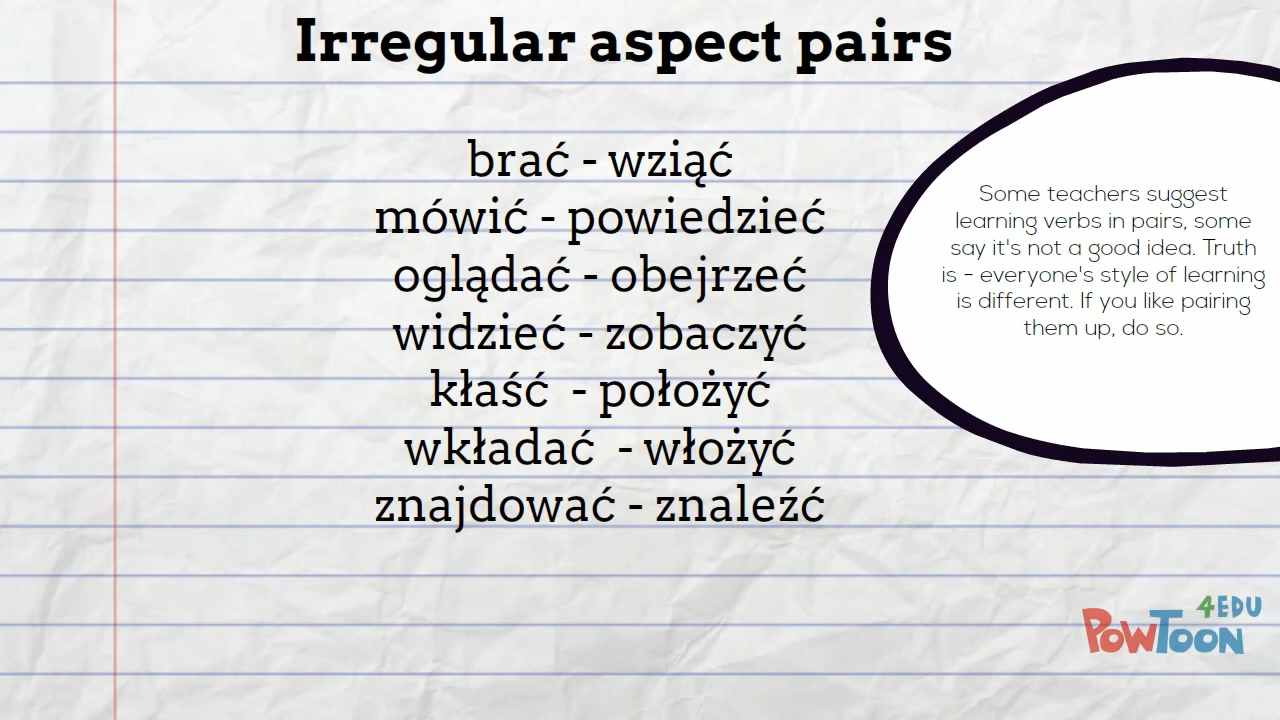 Irregular aspect pairs
brać - wziąć
mówić - powiedzieć
oglądać - obejrzeć
widzieć - zobaczyć
kłaść - położyć
wkładać - włożyć
znajdować - znaleźć
Some teachers suggest
learning verbs in pairs, some
say it's not a good idea. Truth
is - everyone's style of learning
is different. If you like pairing
them up, do so.
4EDU
POWTOON